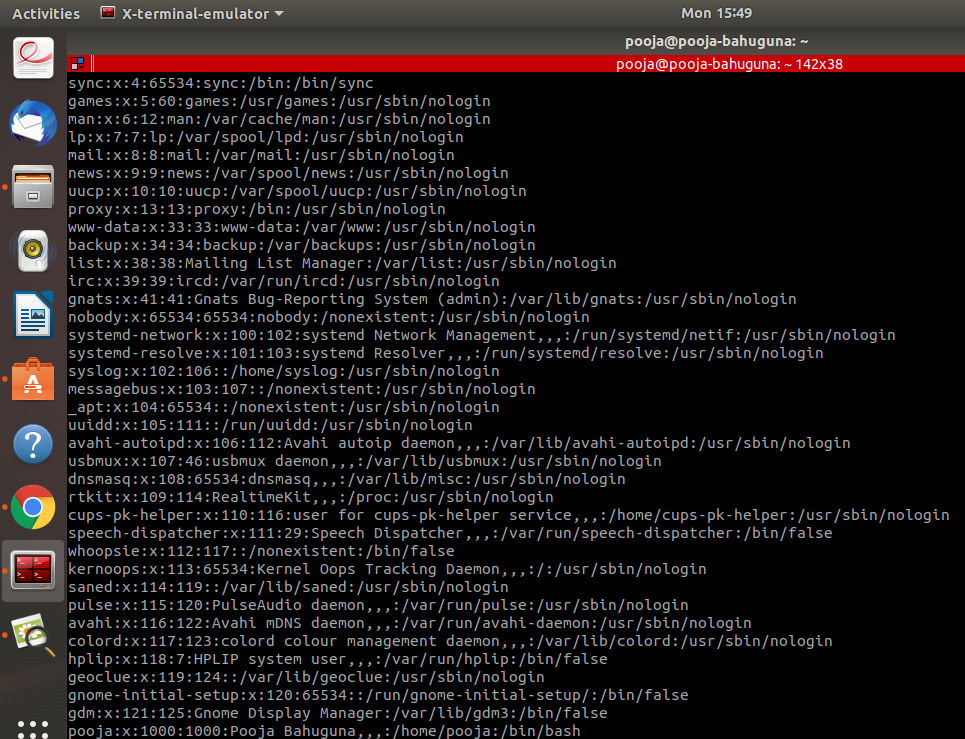 Activities X-terminal-emulator Mon 15:49
pooja@pooja-bahuguna: ~
pooja@pooja-bahuguna: ~ 142x38
sync:x:4:65534:sync:/bin:/bin/sync
games:x:5:60:games:/usr/games:/usr/sbin/nologin
man:x:6:12:man:/var/cache/man:/usr/sbin/nologin
lp:x:7:7:lp:/var/spool/lpd:/usr/sbin/nologin
mail:x:8:8:mail:/var/mail:/usr/sbin/nologin
news:x:9:9:news:/var/spool/news:/usr/sbin/nologin
uucp:x:10:10:uucp:/var/spool/uucp:/usr/sbin/nologin
proxy:x:13:13:proxy:/bin:/usr/sbin/nologin
www-data:x:33:33:www-data:/var/www:/usr/sbin/nologin
backup:x:34:34:backup:/var/backups:/usr/sbin/nologin
list:x:38:38:Mailing List Manager:/var/list:/usr/sbin/nologin
irc:x:39:39:ircd:/var/run/ircd:/usr/sbin/nologin
gnats:x:41:41:Gnats Bug-Reporting System (admin):/var/lib/gnats:/usr/sbin/nologin
nobody:x:65534:65534:nobody:/nonexistent:/usr/sbin/nologin
systemd-network:x:100:102:systemd Network Management,,,:/run/systemd/netif:/usr/sbin/nologin
systemd-resolve:x:101:103:systemd Resolver,,,:/run/systemd/resolve:/usr/sbin/nologin
syslog:x:102:106::/home/syslog:/usr/sbin/nologin
messagebus:x:103:107::/nonexistent:/usr/sbin/nologin
_apt:x:104:65534::/nonexistent:/usr/sbin/nologin
uuidd:x:105:111::/run/uuidd:/usr/sbin/nologin
avahi-autoipd:x:106:112:Avahi autoip daemon,,,:/var/lib/avahi-autoipd:/usr/sbin/nologin
usbmux:x:107:46:usbmux daemon,,,:/var/lib/usbmux:/usr/sbin/nologin
dnsmasq:x:108:65534:dnsmasq,,,:/var/lib/misc:/usr/sbin/nologin
rtkit:x:109:114:RealtimeKit,,,:/proc:/usr/sbin/nologin
cups-pk-helper:x:110:116:user for cups-pk-helper service,,,:/home/cups-pk-helper:/usr/sbin/nologin
speech-dispatcher:x:111:29:Speech Dispatcher,,,:/var/run/speech-dispatcher:/bin/false
whoopsie:x:112:117::/nonexistent:/bin/false
kernoops:x:113:65534:Kernel Oops Tracking Daemon,,,:/:/usr/sbin/nologin
saned:x:114:119::/var/lib/saned:/usr/sbin/nologin
pulse:x:115:120:PulseAudio daemon,,,:/var/run/pulse:/usr/sbin/nologin
avahi:x:116:122:Avahi mDNS daemon,,,:/var/run/avahi-daemon:/usr/sbin/nologin
colord:x:117:123:colord colour management daemon,,,:/var/lib/colord:/usr/sbin/nologin
hplip:x:118:7:HPLIP system user,,,:/var/run/hplip:/bin/false
geoclue:x:119:124::/var/lib/geoclue:/usr/sbin/nologin
gnome-initial-setup:x:120:65534::/run/gnome-initial-setup/:/bin/false
gdm:x:121:125:Gnome Display Manager:/var/lib/gdm3:/bin/false
pooja:x:1000:1000:Pooja Bahuguna,,,:/home/pooja:/bin/bash